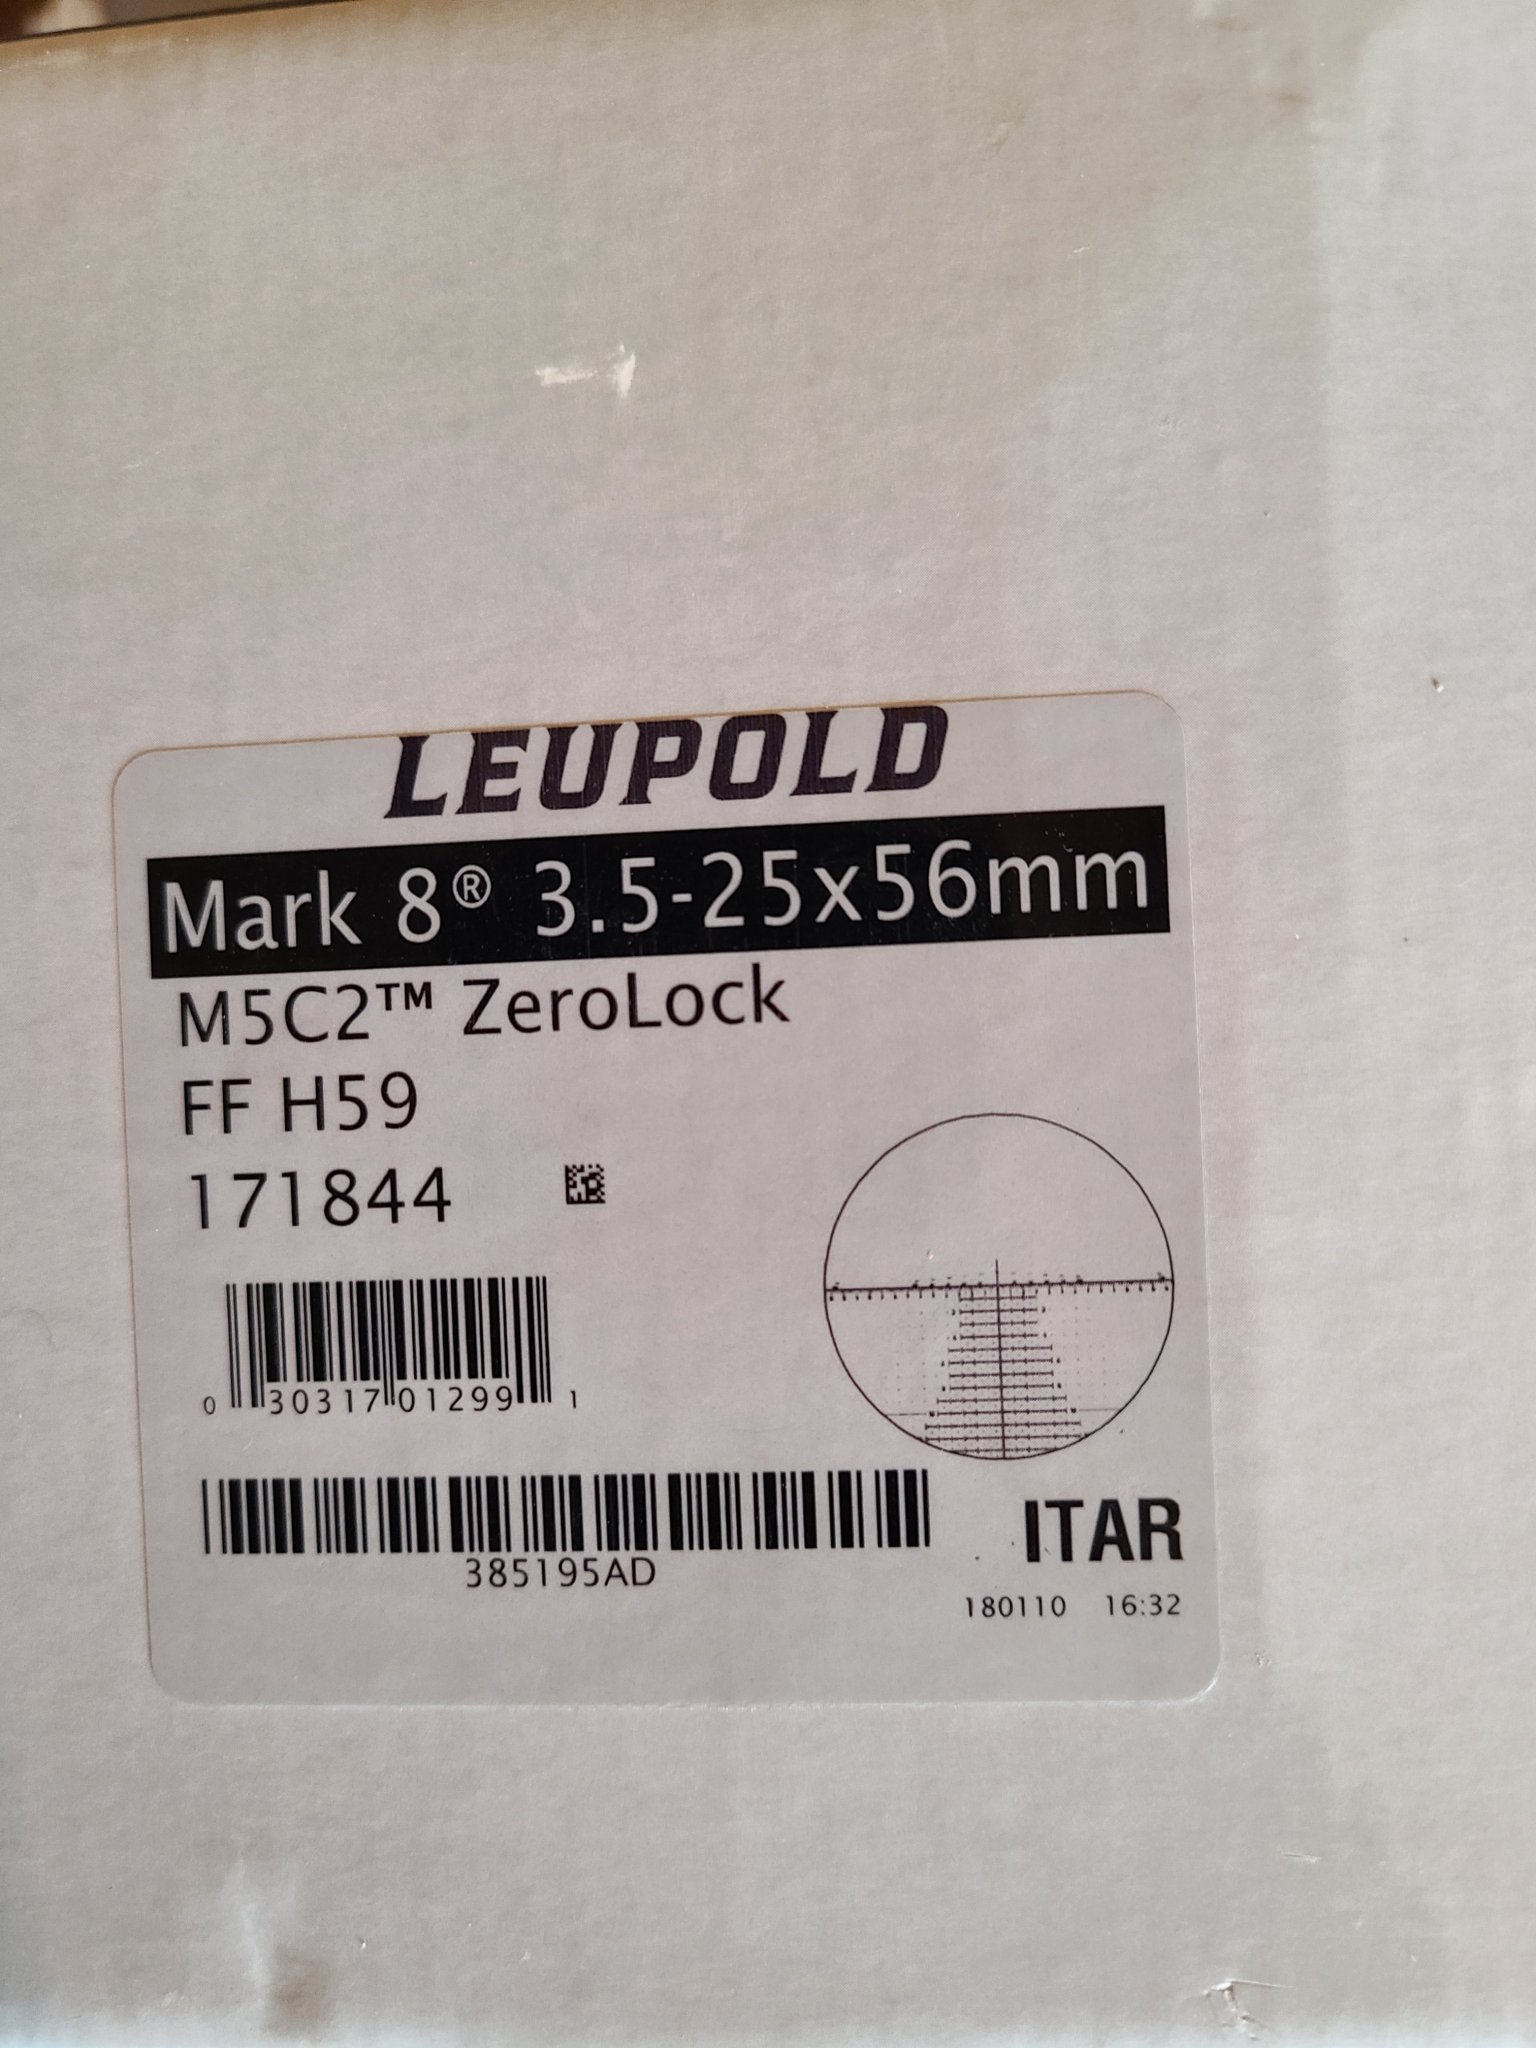 LEUPOLD
Mark 8® 3.5-25x56mm
M5C2™ ZeroLock
FF H59
171844
0 30317 01299 1
385195AD
ITAR
180110 16:32